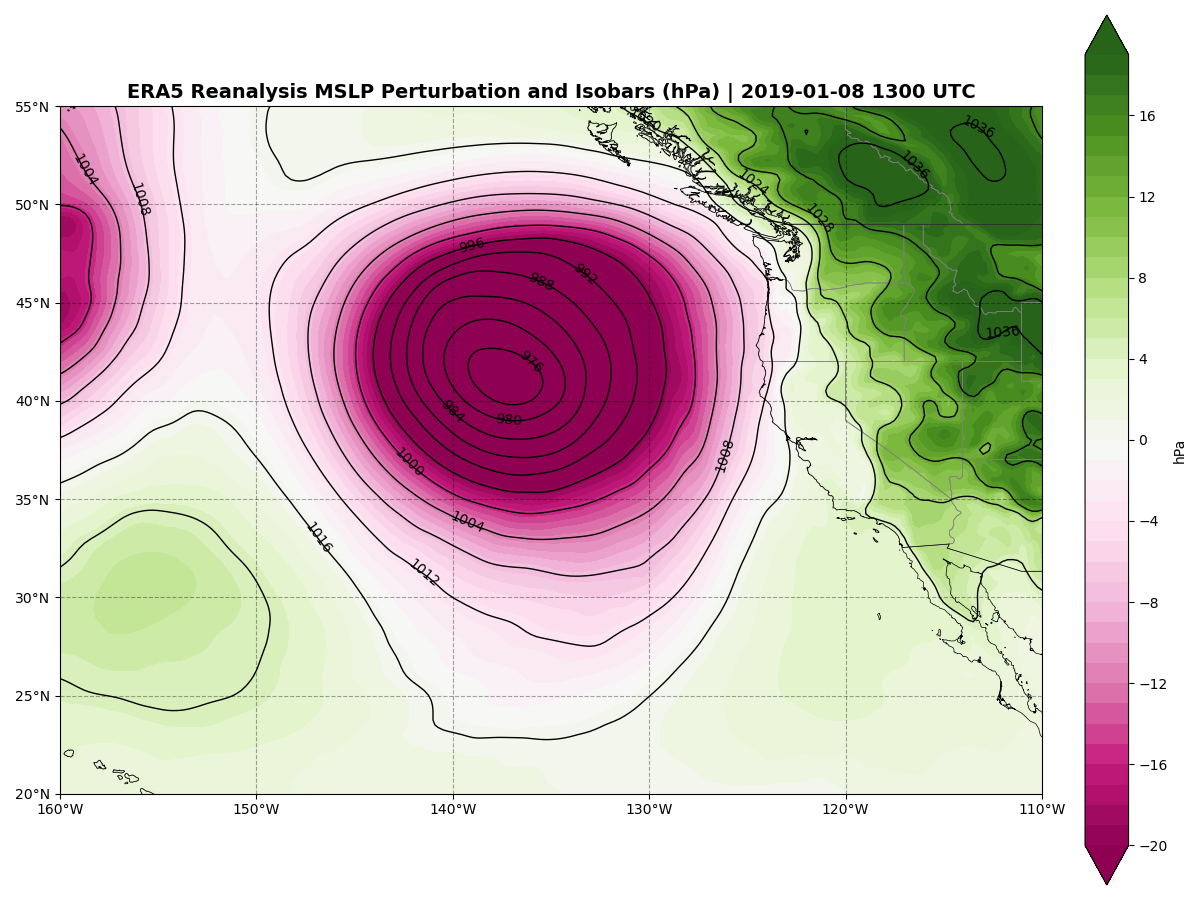 ERA5 Reanalysis MSLP Perturbation and Isobars (hPa) | 2019-01-08 1300 UTC
55°N
50°N
45°N
40°N
35°N
30°N
25°N
20°N
160°W
150°W
140°W
130°W
120°W
110°W
1004
1008
996
992
988
976
984
980
1000
1004
1008
1012
1016
1020
1024
1028
1036
1036
1036
16
12
8
4
0
−4
−8
−12
−16
−20
hPa